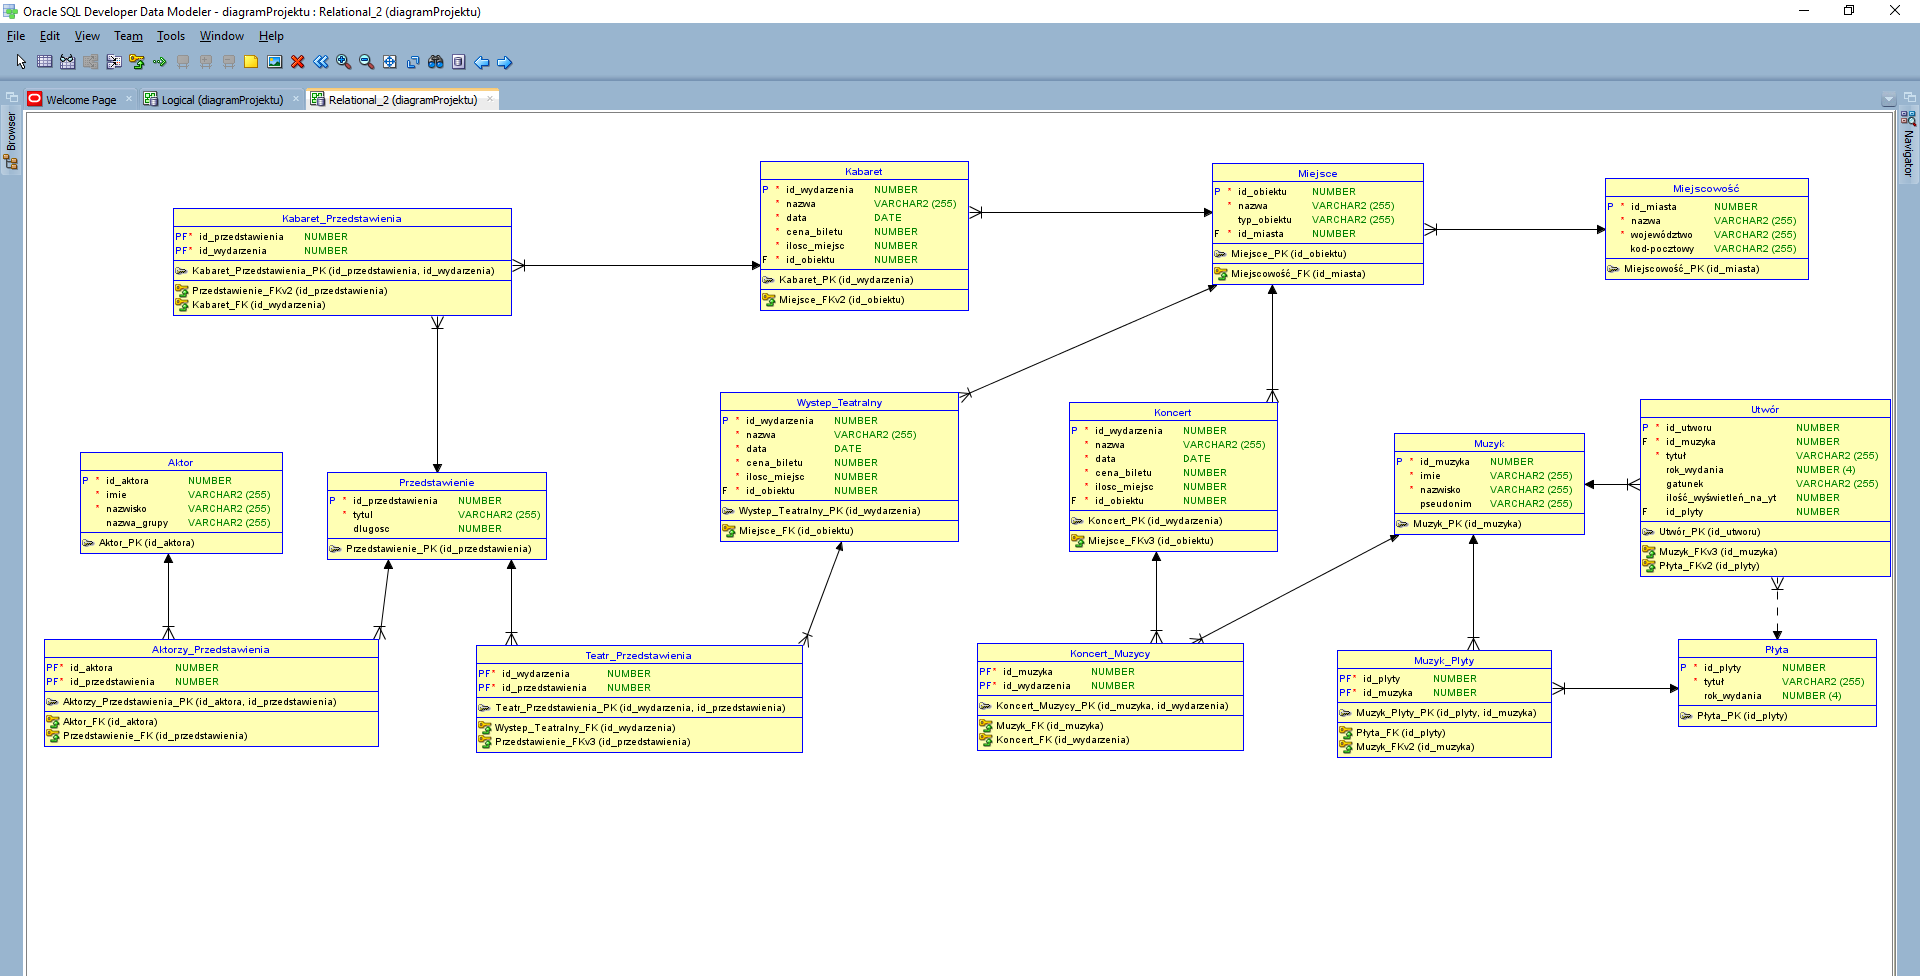 Oracle SQL Developer Data Modeler - diagramProjektu : Relational_2 (diagramProjektu)
File Edit View Team Tools Window Help
Welcome Page
Logical (diagramProjektu)
Relational_2 (diagramProjektu)
Browser
Navigator
Kabaret_Przedstawienia
PF* id_przedstawienia NUMBER
PF* id_wydarzenia NUMBER
Kabaret_Przedstawienia_PK (id_przedstawienia, id_wydarzenia)
Przedstawienie_FKv2 (id_przedstawienia)
Kabaret_FK (id_wydarzenia)
Kabaret
P * id_wydarzenia NUMBER
* nazwa VARCHAR2 (255)
* data DATE
* cena_biletu NUMBER
* ilosc_miejsc NUMBER
F * id_obiektu NUMBER
Kabaret_PK (id_wydarzenia)
Miejsce_FKv2 (id_obiektu)
Miejsce
P * id_obiektu NUMBER
* nazwa VARCHAR2 (255)
typ_obiektu VARCHAR2 (255)
F * id_miasta NUMBER
Miejsce_PK (id_obiektu)
Miejscowość_FK (id_miasta)
Miejscowość
P * id_miasta NUMBER
* nazwa VARCHAR2 (255)
* województwo VARCHAR2 (255)
kod-pocztowy VARCHAR2 (255)
Miejscowość_PK (id_miasta)
Aktor
P * id_aktora NUMBER
* imie VARCHAR2 (255)
* nazwisko VARCHAR2 (255)
nazwa_grupy VARCHAR2 (255)
Aktor_PK (id_aktora)
Przedstawienie
P * id_przedstawienia NUMBER
* tytul VARCHAR2 (255)
dlugosc NUMBER
Przedstawienie_PK (id_przedstawienia)
Wystep_Teatralny
P * id_wydarzenia NUMBER
* nazwa VARCHAR2 (255)
* data DATE
* cena_biletu NUMBER
* ilosc_miejsc NUMBER
F * id_obiektu NUMBER
Wystep_Teatralny_PK (id_wydarzenia)
Miejsce_FK (id_obiektu)
Koncert
P * id_wydarzenia NUMBER
* nazwa VARCHAR2 (255)
* data DATE
* cena_biletu NUMBER
* ilosc_miejsc NUMBER
F * id_obiektu NUMBER
Koncert_PK (id_wydarzenia)
Miejsce_FKv3 (id_obiektu)
Muzyk
P * id_muzyka NUMBER
* imie VARCHAR2 (255)
* nazwisko VARCHAR2 (255)
* pseudonim VARCHAR2 (255)
Muzyk_PK (id_muzyka)
Utwór
P * id_utworu NUMBER
F * id_muzyka NUMBER
* tytuł VARCHAR2 (255)
rok_wydania NUMBER (4)
gatunek VARCHAR2 (255)
ilość_wyświetleń_na_yt NUMBER
F id_plyty NUMBER
Utwór_PK (id_utworu)
Muzyk_FKv3 (id_muzyka)
Płyta_FKv2 (id_plyty)
Aktorzy_Przedstawienia
PF* id_aktora NUMBER
PF* id_przedstawienia NUMBER
Aktorzy_Przedstawienia_PK (id_aktora, id_przedstawienia)
Aktor_FK (id_aktora)
Przedstawienie_FK (id_przedstawienia)
Teatr_Przedstawienia
PF* id_wydarzenia NUMBER
PF* id_przedstawienia NUMBER
Teatr_Przedstawienia_PK (id_wydarzenia, id_przedstawienia)
Wystep_Teatralny_FK (id_wydarzenia)
Przedstawienie_FKv3 (id_przedstawienia)
Koncert_Muzycy
PF* id_muzyka NUMBER
PF* id_wydarzenia NUMBER
Koncert_Muzycy_PK (id_muzyka, id_wydarzenia)
Muzyk_FK (id_muzyka)
Koncert_FK (id_wydarzenia)
Muzyk_Plyty
PF* id_plyty NUMBER
PF* id_muzyka NUMBER
Muzyk_Plyty_PK (id_plyty, id_muzyka)
Płyta_FK (id_plyty)
Muzyk_FKv2 (id_muzyka)
Płyta
P * id_plyty NUMBER
* tytuł VARCHAR2 (255)
rok_wydania NUMBER (4)
Płyta_PK (id_plyty)